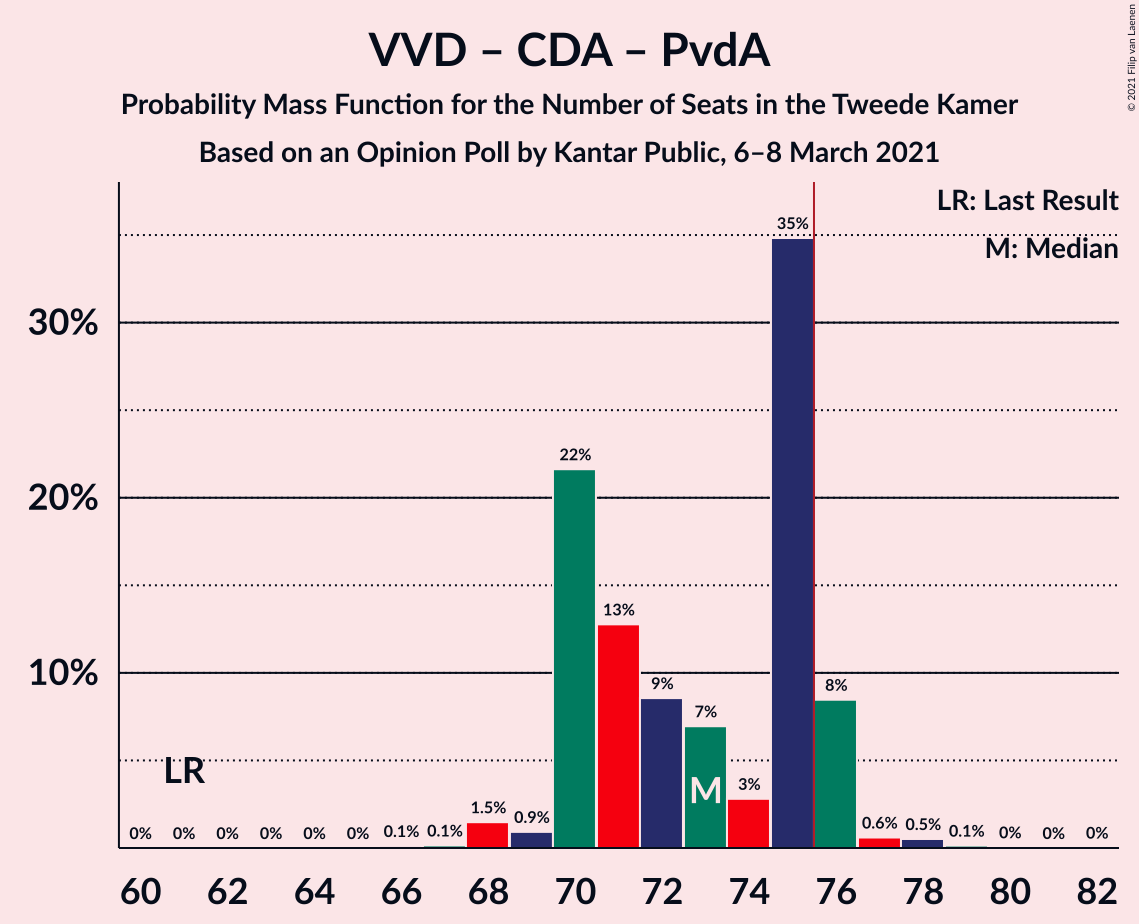 VVD – CDA – PvdA
Probability Mass Function for the Number of Seats in the Tweede Kamer
Based on an Opinion Poll by Kantar Public, 6–8 March 2021
© 2021 Filip van Laenen
LR: Last Result
M: Median
35%
30%
22%
20%
13%
10%
9%
8%
7%
LR
M
3%
0% 0% 0% 0% 0% 0% 0.1% 0.1% 1.5% 0.9% 0.6% 0.5% 0.1% 0% 0% 0%
60 62 64 66 68 70 72 74 76 78 80 82